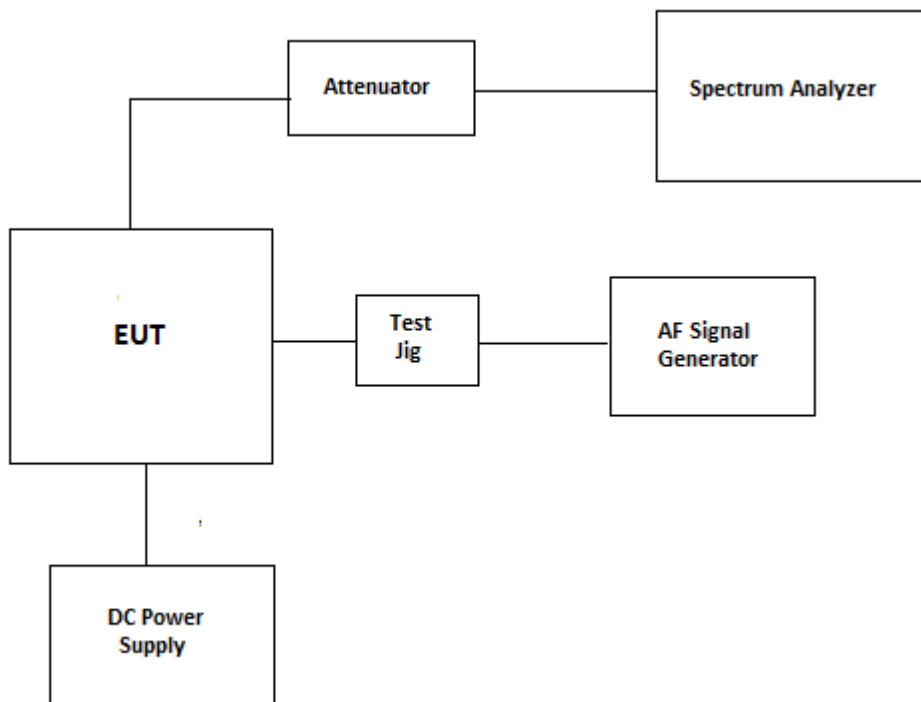 Attenuator
Spectrum Analyzer
EUT
Test
Jig
AF Signal
Generator
DC Power
Supply